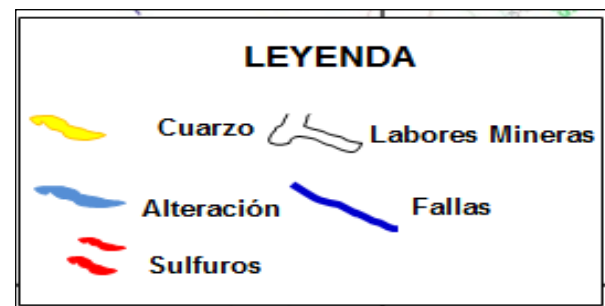 LEYENDA
Cuarzo
Labores Mineras
Alteración
Fallas
Sulfuros